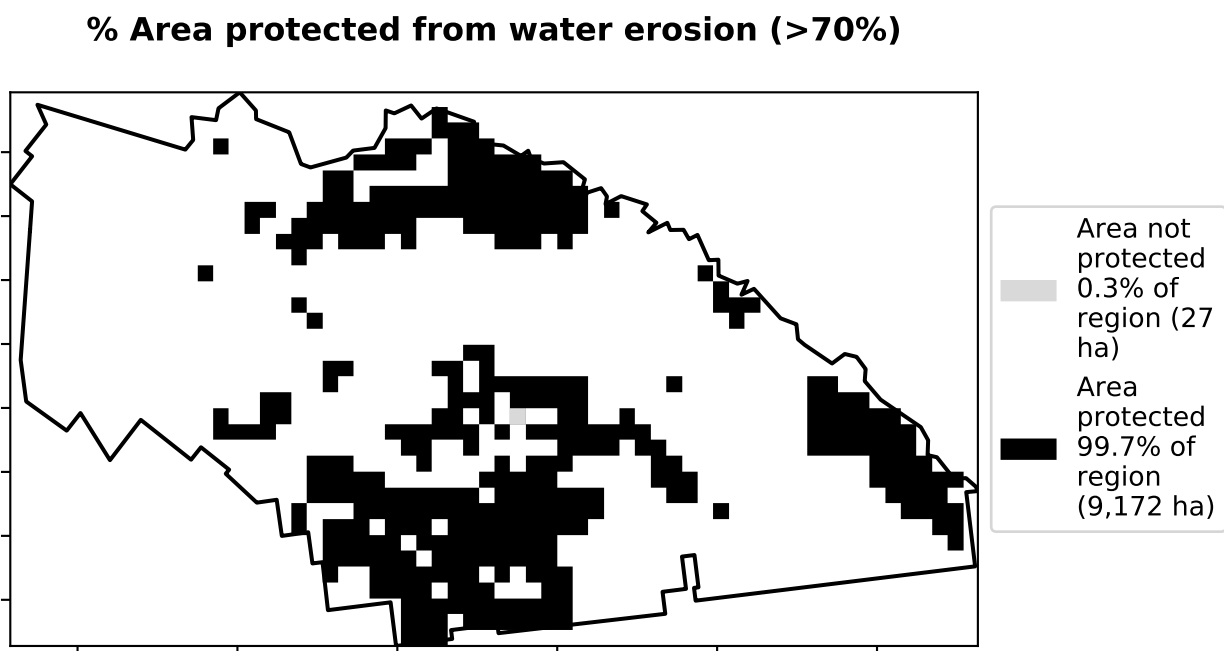 % Area protected from water erosion (>70%)
Area not
protected
0.3% of
region (27
ha)
Area
protected
99.7% of
region
(9,172 ha)